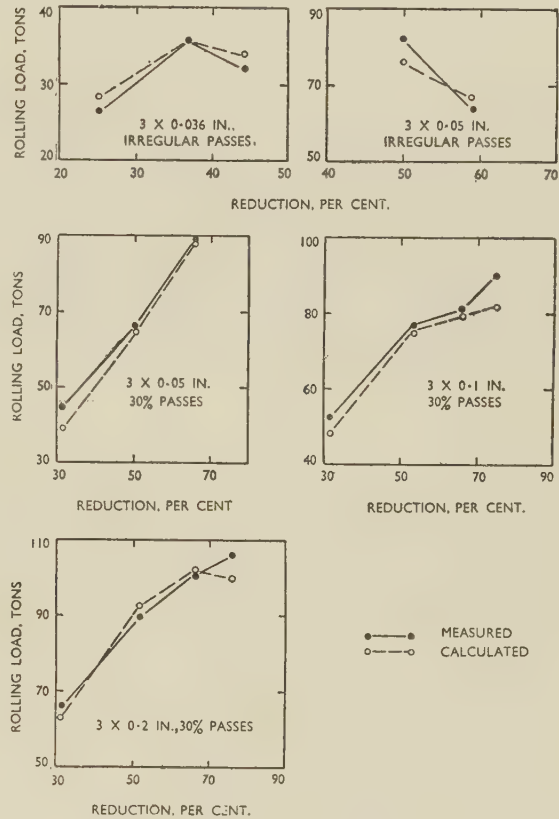 ROLLING LOAD, TONS
40
30
20
3 X 0·036 IN.,
IRREGULAR PASSES.
20 30 40 50
90
70
50
3 X 0·05 IN.
IRREGULAR PASSES
40 50 60 70
REDUCTION, PER CENT.
ROLLING LOAD, TONS
90
70
50
30
3 X 0·05 IN.
30% PASSES
30 50 70 90
REDUCTION, PER CENT
100
80
60
40
3 X 0·1 IN.
30% PASSES
30 50 70 90
REDUCTION, PER CENT.
ROLLING LOAD, TONS
110
90
70
50
3 X 0·2 IN., 30% PASSES
30 50 70 90
REDUCTION, PER CENT.
MEASURED
CALCULATED